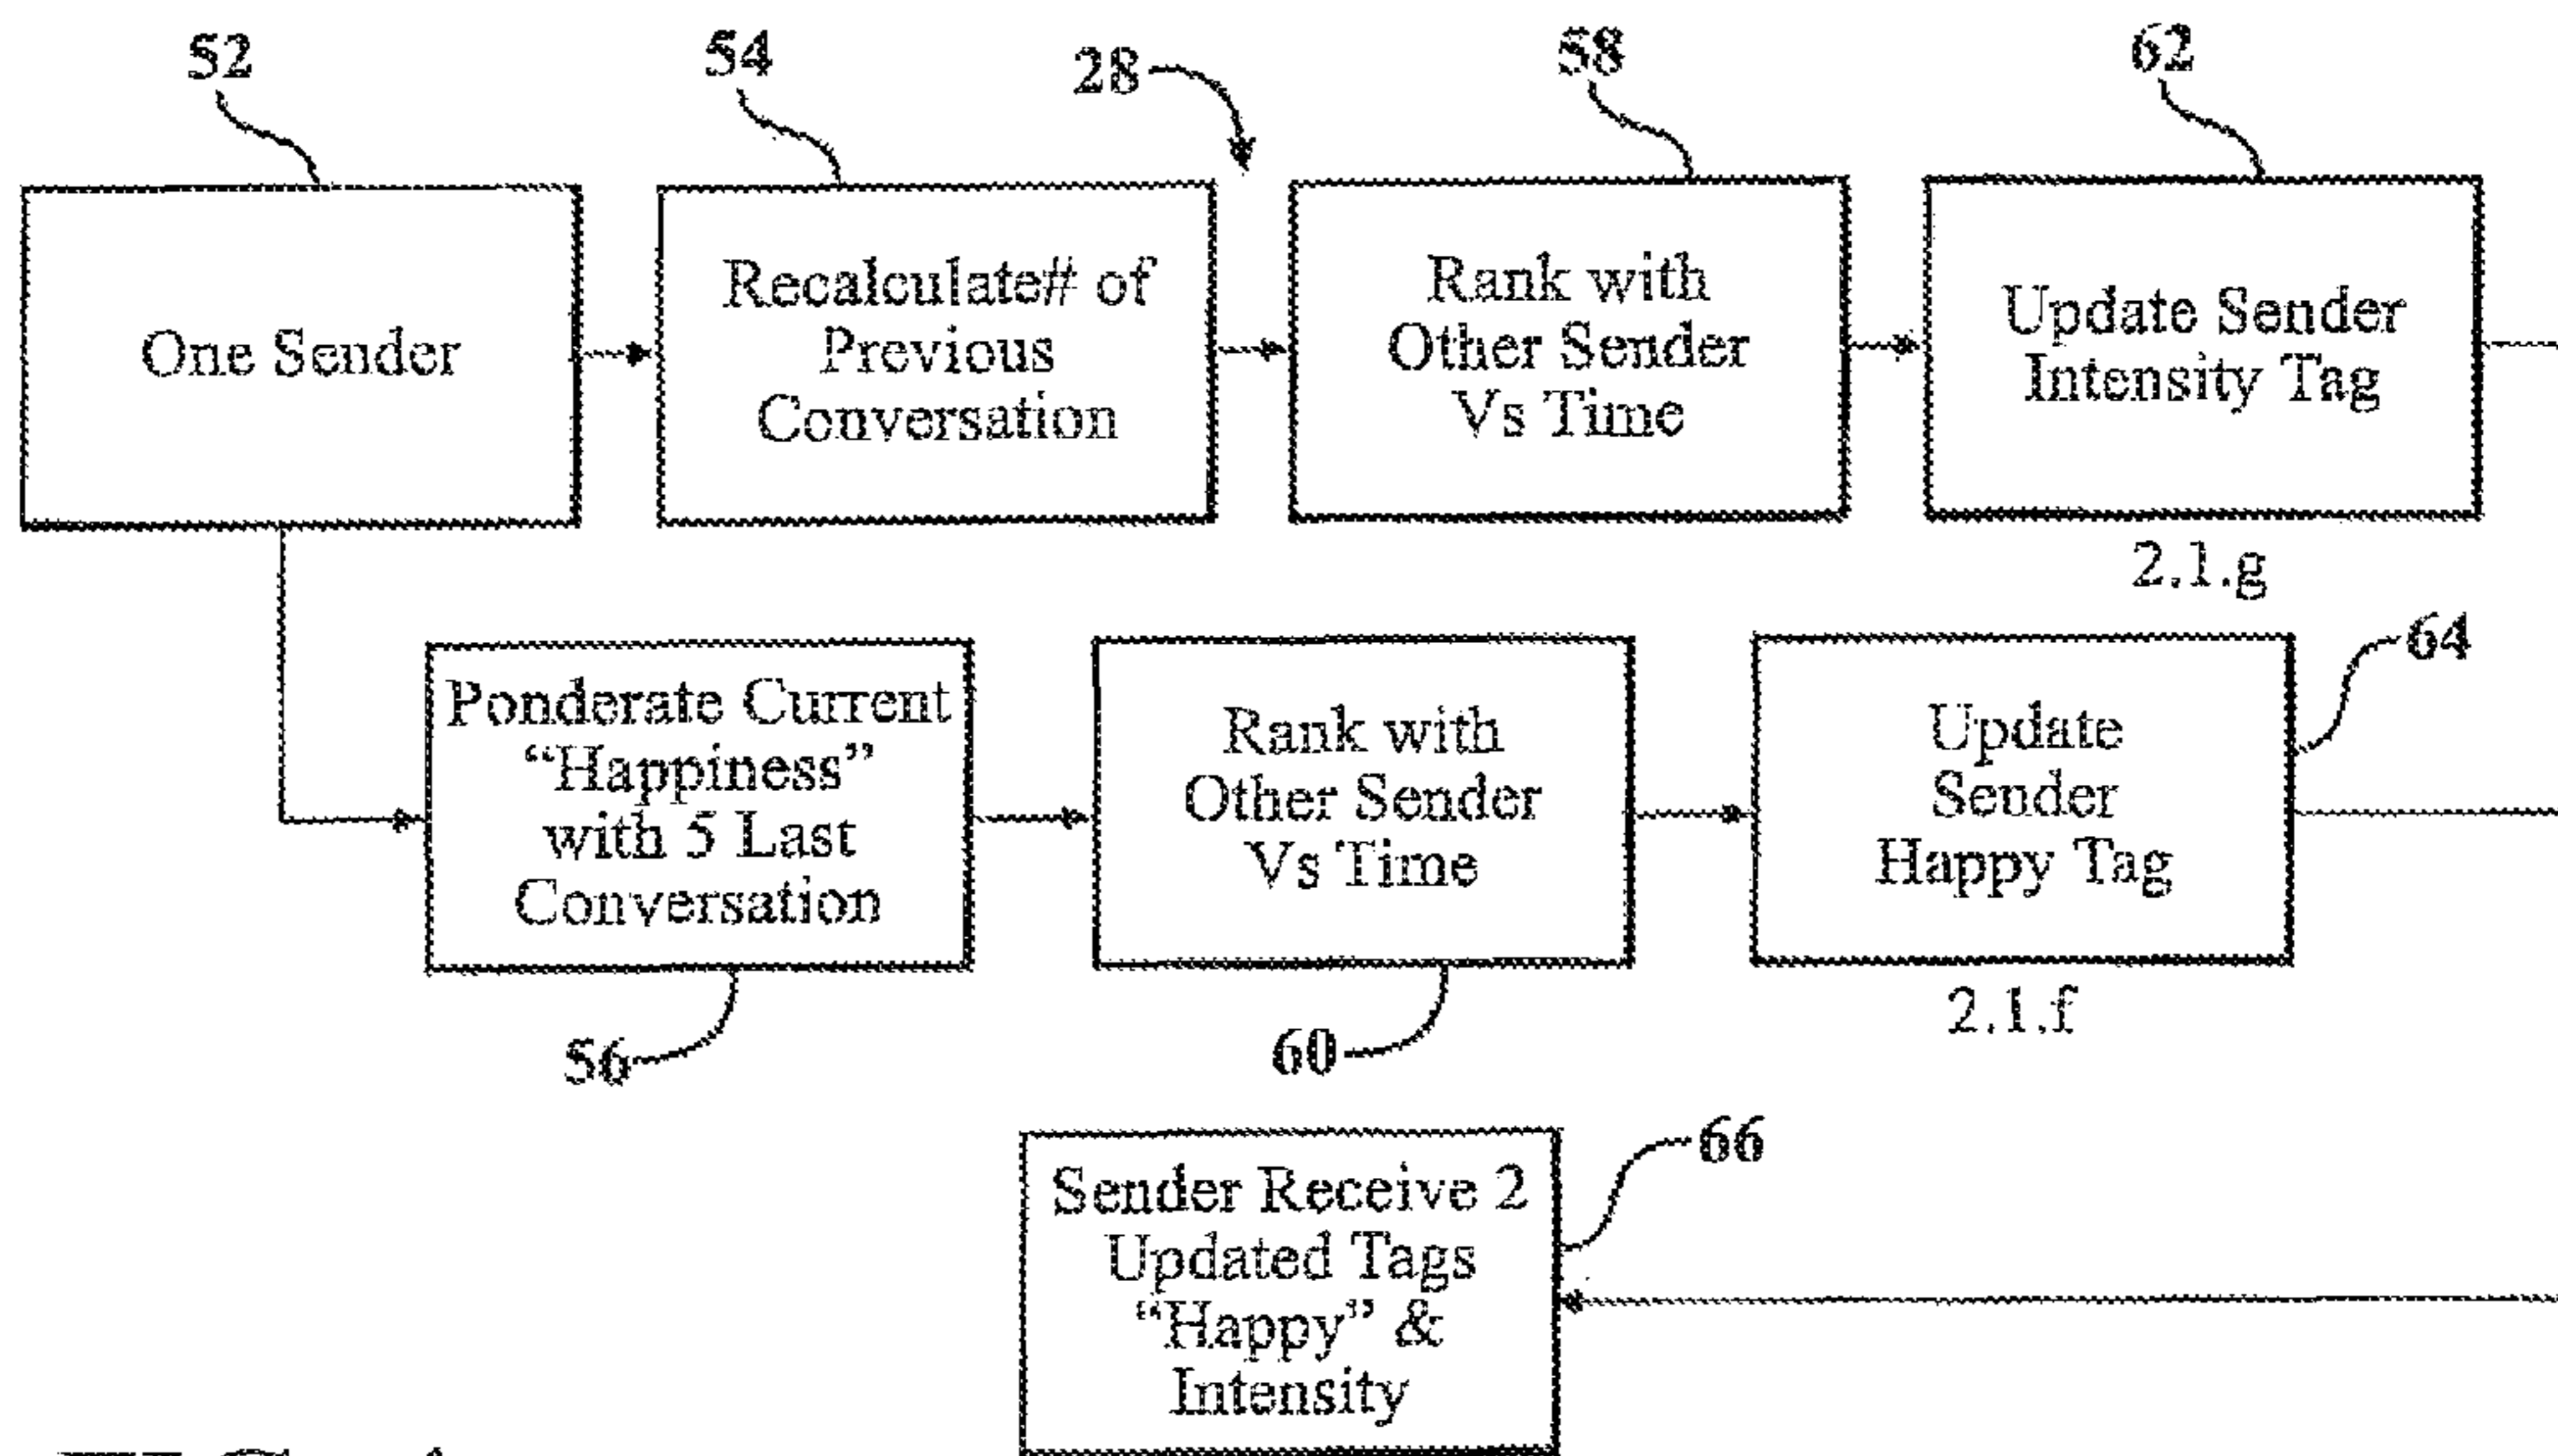 52
54
28
58
62
One Sender
Recalculate# of
Previous
Conversation
Rank with
Other Sender
Vs Time
Update Sender
Intensity Tag
2.1.g
64
Ponderate Current
“Happiness”
with 5 Last
Conversation
Rank with
Other Sender
Vs Time
Update
Sender
Happy Tag
2.1.f
56
60
66
Sender Receive 2
Updated Tags
“Happy” &
Intensity